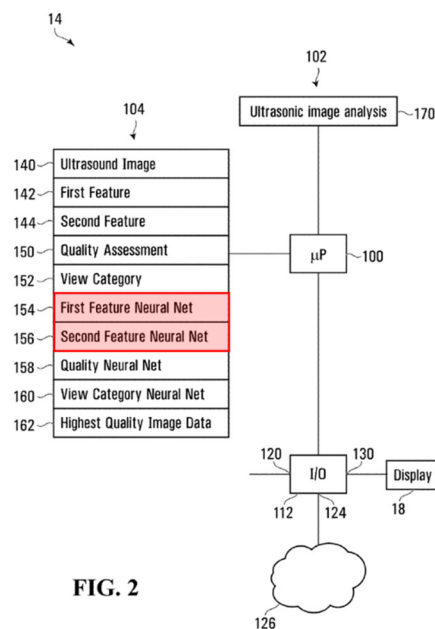 14
102
Ultrasonic image analysis
170
104
140
Ultrasound Image
142
First Feature
144
Second Feature
150
Quality Assessment
152
View Category
154
First Feature Neural Net
156
Second Feature Neural Net
158
Quality Neural Net
160
View Category Neural Net
162
Highest Quality Image Data
µP
100
120
I/O
130
Display
18
112
124
126
FIG. 2